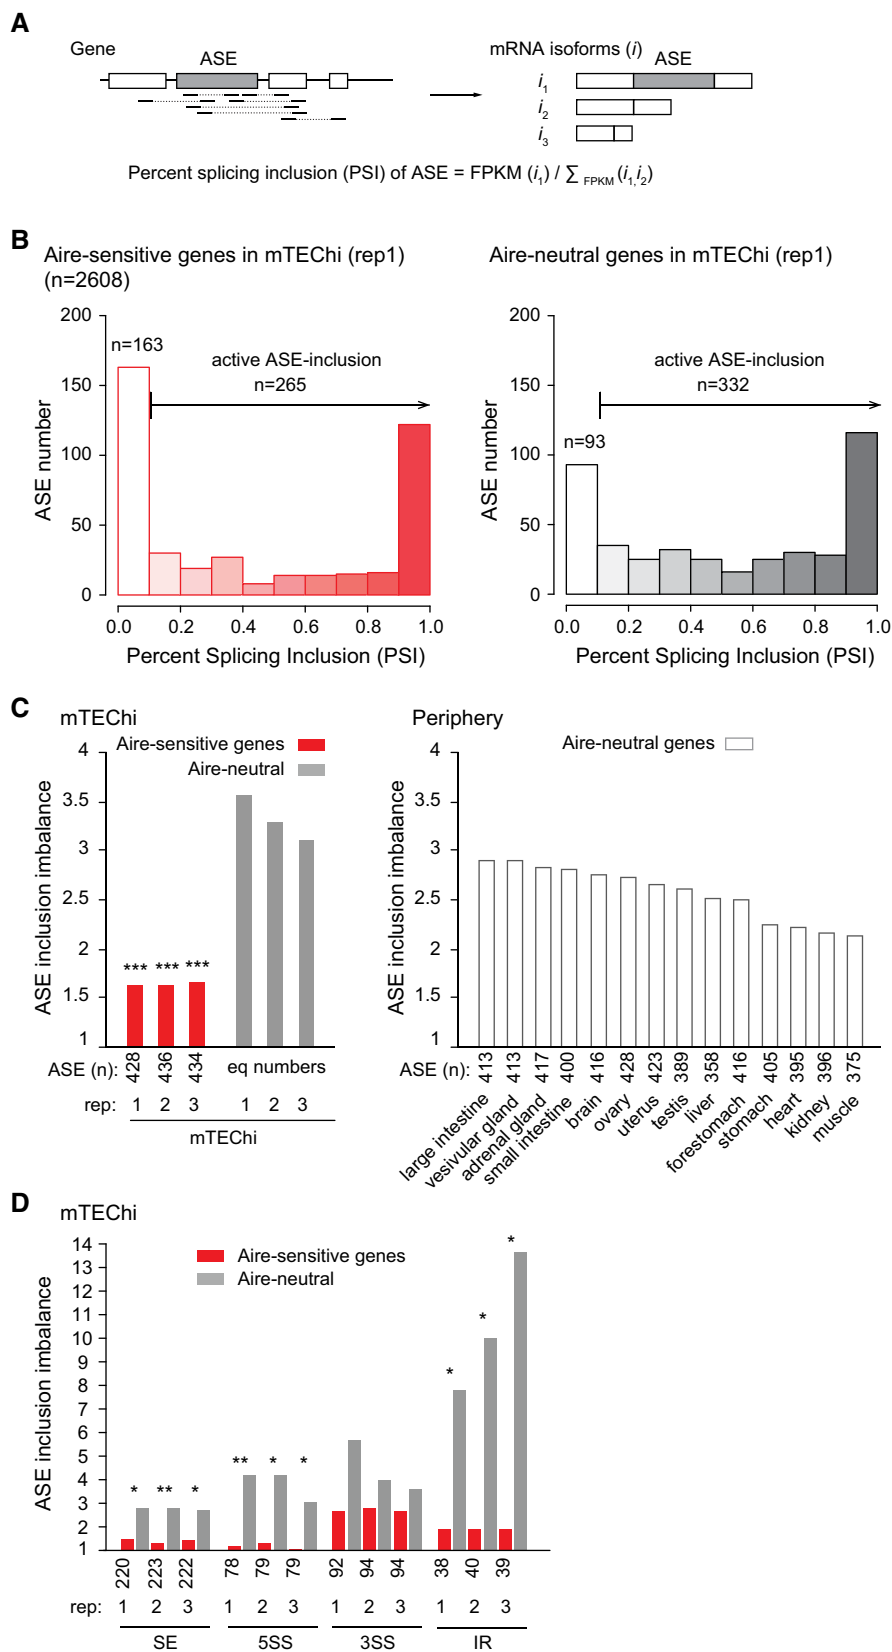 A
Gene
ASE
mRNA isoforms (i)
ASE
i1
i2
i3
Percent splicing inclusion (PSI) of ASE = FPKM (i1) / ∑ FPKM (i1,i2)
B
Aire-sensitive genes in mTEChi (rep1)
(n=2608)
200
150
100
50
0
ASE number
n=163
active ASE-inclusion
n=265
0.0 0.2 0.4 0.6 0.8 1.0
Percent Splicing Inclusion (PSI)
Aire-neutral genes in mTEChi (rep1)
200
150
100
50
0
ASE number
n=93
active ASE-inclusion
n=332
0.0 0.2 0.4 0.6 0.8 1.0
Percent Splicing Inclusion (PSI)
C
mTEChi
Aire-sensitive genes
Aire-neutral
4
3.5
3
2.5
2
1.5
1
ASE inclusion imbalance
*** *** ***
ASE (n): 428 436 434 eq numbers
rep: 1 2 3 1 2 3
mTEChi
Periphery
Aire-neutral genes
4
3.5
3
2.5
2
1.5
1
ASE inclusion imbalance
ASE (n): 413 413 417 400 416 428 423 389 358 416 405 395 396 375
large intestine
vesivular gland
adrenal gland
small intestine
brain
ovary
uterus
testis
liver
forestomach
stomach
heart
kidney
muscle
D
mTEChi
Aire-sensitive genes
Aire-neutral
14
13
12
11
10
9
8
7
6
5
4
3
2
1
ASE inclusion imbalance
* ** * ** * * * * *
220 223 222 78 79 79 92 94 94 38 40 39
rep: 1 2 3 1 2 3 1 2 3 1 2 3
SE 5SS 3SS IR